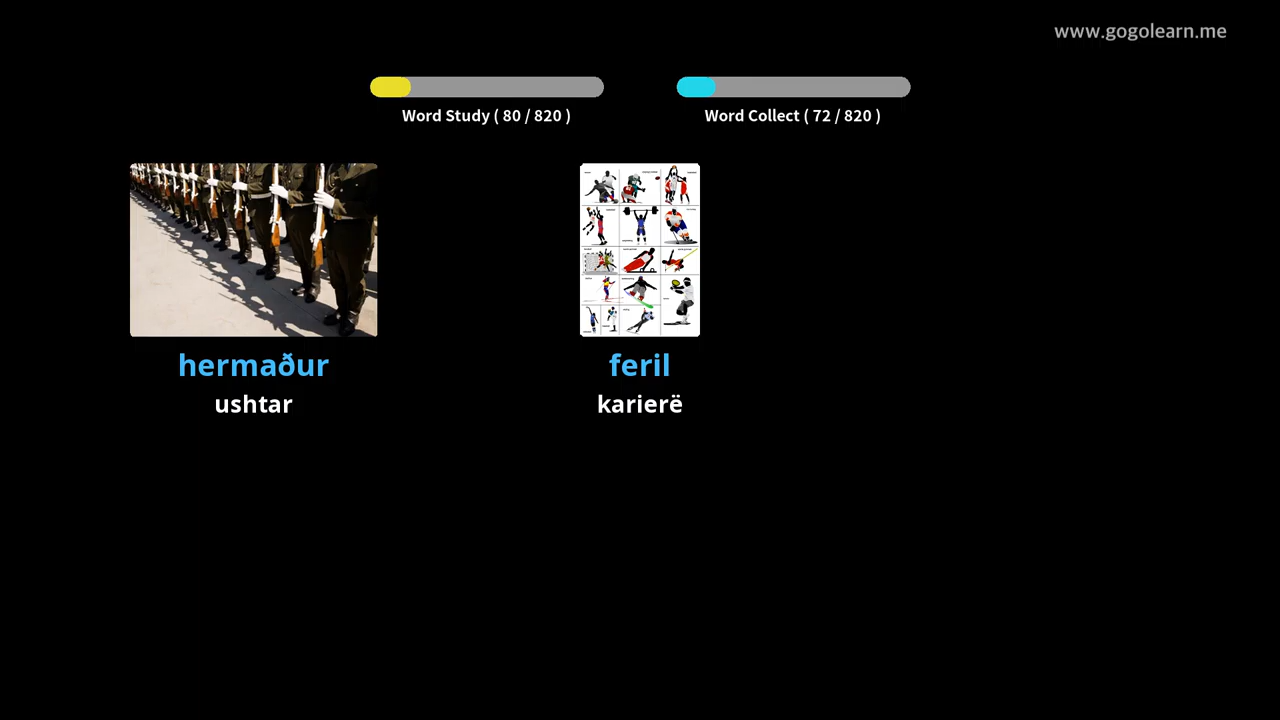 www.gogolearn.me
Word Study ( 80 / 820 )
Word Collect ( 72 / 820 )
hermaður
ushtar
feril
karierë